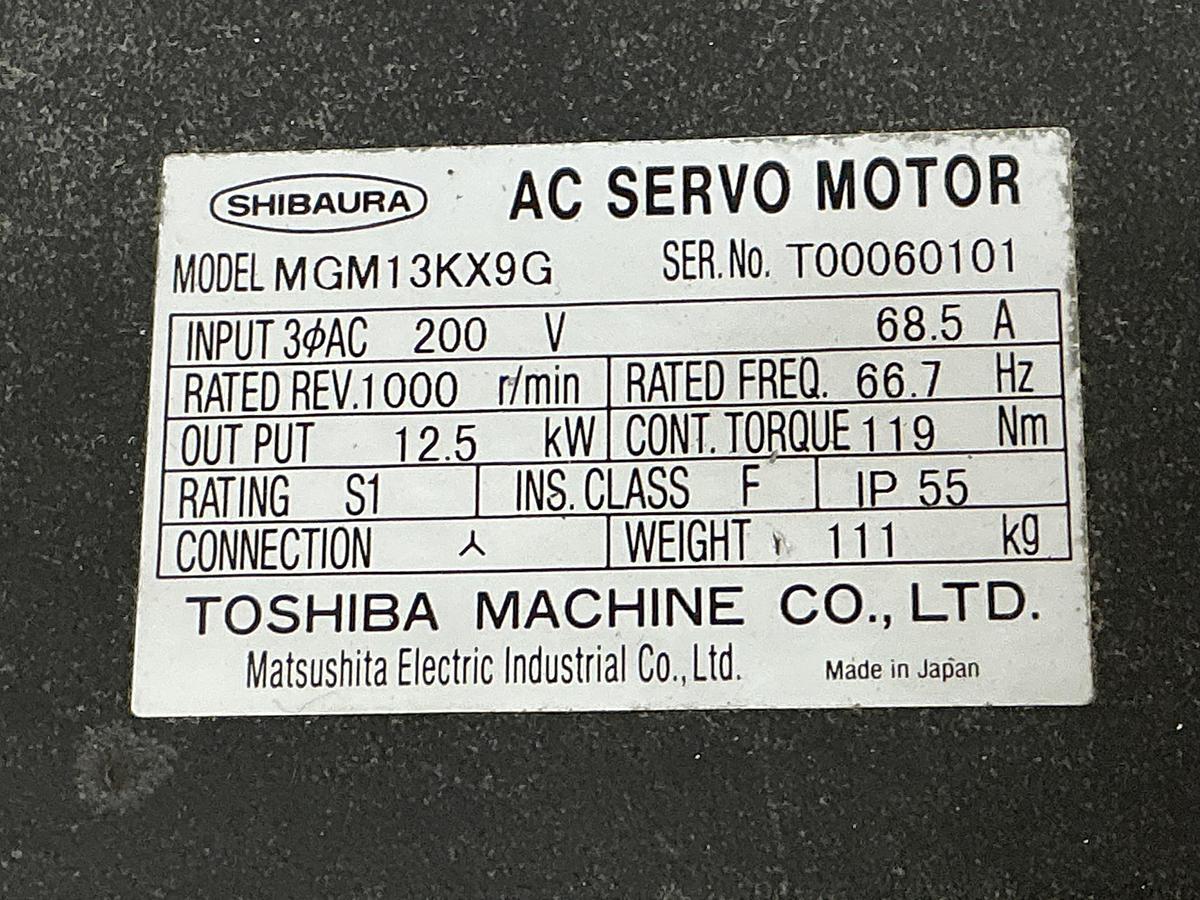 SHIBAURA AC SERVO MOTOR
MODEL MGM13KX9G SER. No. T00060101
INPUT 3ϕAC 200 V 68.5 A
RATED REV. 1000 r/min RATED FREQ. 66.7 Hz
OUT PUT 12.5 kW CONT. TORQUE 119 Nm
RATING S1 INS. CLASS F IP 55
CONNECTION ⅄ WEIGHT 111 kg
TOSHIBA MACHINE CO., LTD.
Matsushita Electric Industrial Co., Ltd. Made in Japan